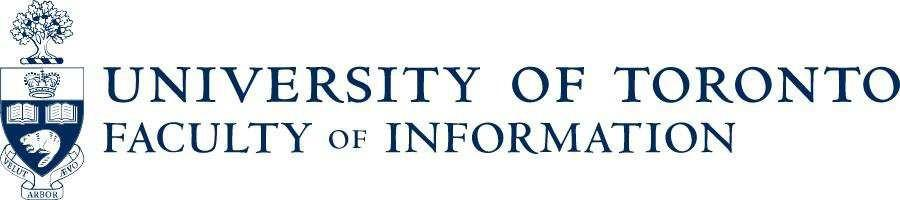 UNIVERSITY OF TORONTO
FACULTY OF INFORMATION
VELUT ÆVO
ARBOR